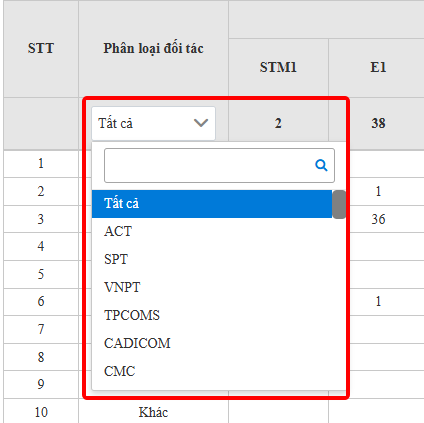 STT Phân loại đối tác
STM1 E1
Tất cả 2 38
1
2 Tất cả 1
3 ACT 36
4 SPT
5 VNPT
6 TPCOMS 1
7
8 CADICOM
9 CMC
10 Khác